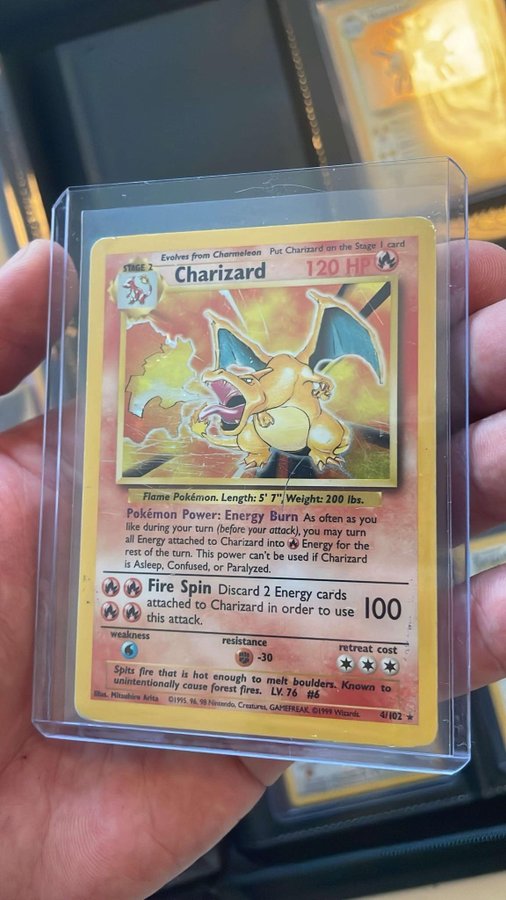 Evolves from Charmeleon Put Charizard on the Stage 1 card
STAGE 2
Charizard 120 HP
Flame Pokémon. Length: 5' 7", Weight: 200 lbs.
Pokémon Power: Energy Burn As often as you
like during your turn (before your attack), you may turn
all Energy attached to Charizard into Energy for the
rest of the turn. This power can't be used if Charizard
is Asleep, Confused, or Paralyzed.
Fire Spin Discard 2 Energy cards
attached to Charizard in order to use 100
this attack.
weakness resistance retreat cost
-30
Spits fire that is hot enough to melt boulders. Known to
unintentionally cause forest fires. LV. 76 #6
Illus. Mitsuhiro Arita ©1995, 96, 98 Nintendo, Creatures, GAMEFREAK. ©1999 Wizards. 4/102 ★